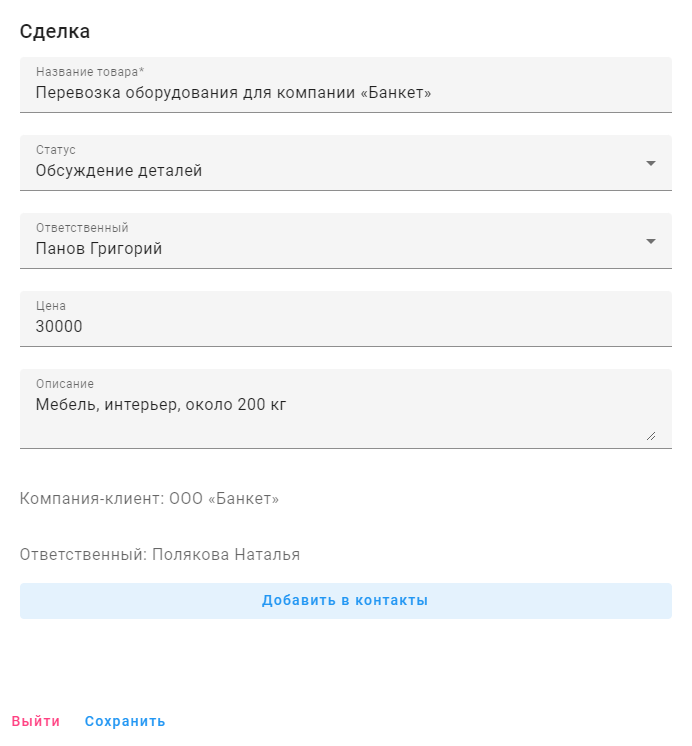 Сделка
Название товара*
Перевозка оборудования для компании «Банкет»
Статус
Обсуждение деталей
Ответственный
Панов Григорий
Цена
30000
Описание
Мебель, интерьер, около 200 кг
Компания-клиент: ООО «Банкет»
Ответственный: Полякова Наталья
Добавить в контакты
Выйти Сохранить